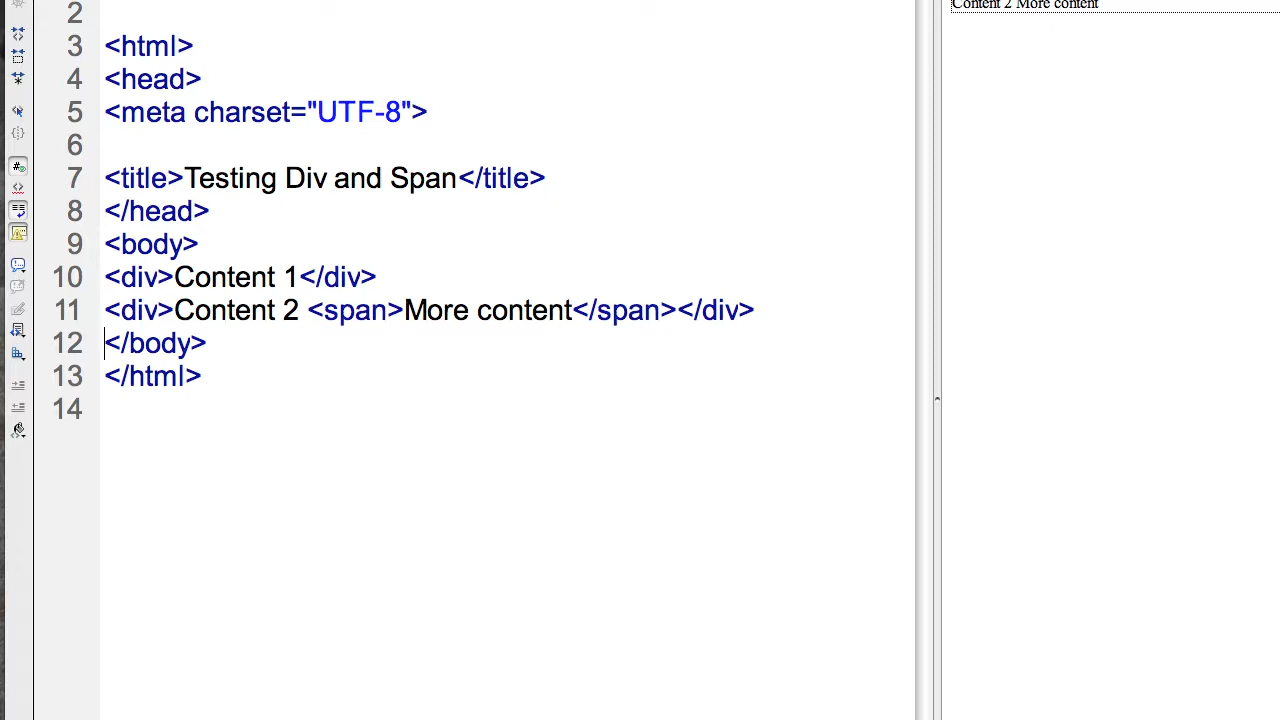 Content 2 More content
2
3 <html>
4 <head>
5 <meta charset="UTF-8">
6
7 <title>Testing Div and Span</title>
8 </head>
9 <body>
10 <div>Content 1</div>
11 <div>Content 2 <span>More content</span></div>
12 </body>
13 </html>
14